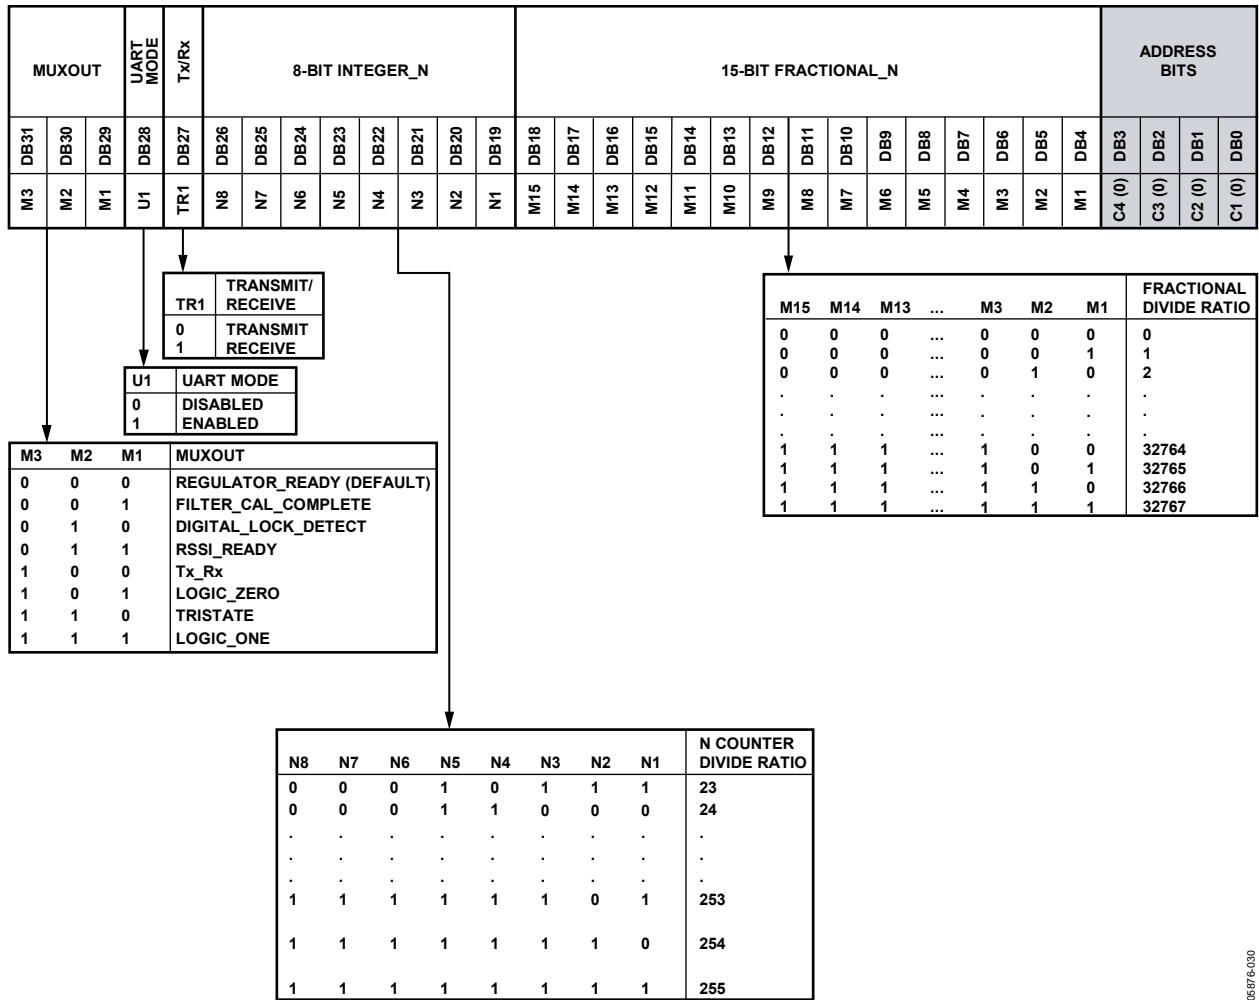 MUXOUT
UART MODE
Tx/Rx
8-BIT INTEGER_N
15-BIT FRACTIONAL_N
ADDRESS
BITS
DB31 DB30 DB29 DB28 DB27 DB26 DB25 DB24 DB23 DB22 DB21 DB20 DB19 DB18 DB17 DB16 DB15 DB14 DB13 DB12 DB11 DB10 DB9 DB8 DB7 DB6 DB5 DB4 DB3 DB2 DB1 DB0
M3 M2 M1 U1 TR1 N8 N7 N6 N5 N4 N3 N2 N1 M15 M14 M13 M12 M11 M10 M9 M8 M7 M6 M5 M4 M3 M2 M1 C4 (0) C3 (0) C2 (0) C1 (0)
TRANSMIT/
TR1 RECEIVE
0 TRANSMIT
1 RECEIVE
U1 UART MODE
0 DISABLED
1 ENABLED
M3 M2 M1 MUXOUT
0 0 0 REGULATOR_READY (DEFAULT)
0 0 1 FILTER_CAL_COMPLETE
0 1 0 DIGITAL_LOCK_DETECT
0 1 1 RSSI_READY
1 0 0 Tx_Rx
1 0 1 LOGIC_ZERO
1 1 0 TRISTATE
1 1 1 LOGIC_ONE
FRACTIONAL
M15 M14 M13 ... M3 M2 M1 DIVIDE RATIO
0 0 0 ... 0 0 0 0
0 0 0 ... 0 0 1 1
0 0 0 ... 0 1 0 2
. . . ... . . . .
. . . ... . . . .
. . . ... . . . .
1 1 1 ... 1 0 0 32764
1 1 1 ... 1 0 1 32765
1 1 1 ... 1 1 0 32766
1 1 1 ... 1 1 1 32767
N COUNTER
N8 N7 N6 N5 N4 N3 N2 N1 DIVIDE RATIO
0 0 0 1 0 1 1 1 23
0 0 0 1 1 0 0 0 24
. . . . . . . . .
. . . . . . . . .
. . . . . . . . .
1 1 1 1 1 1 0 1 253
1 1 1 1 1 1 1 0 254
1 1 1 1 1 1 1 1 255
05876-030